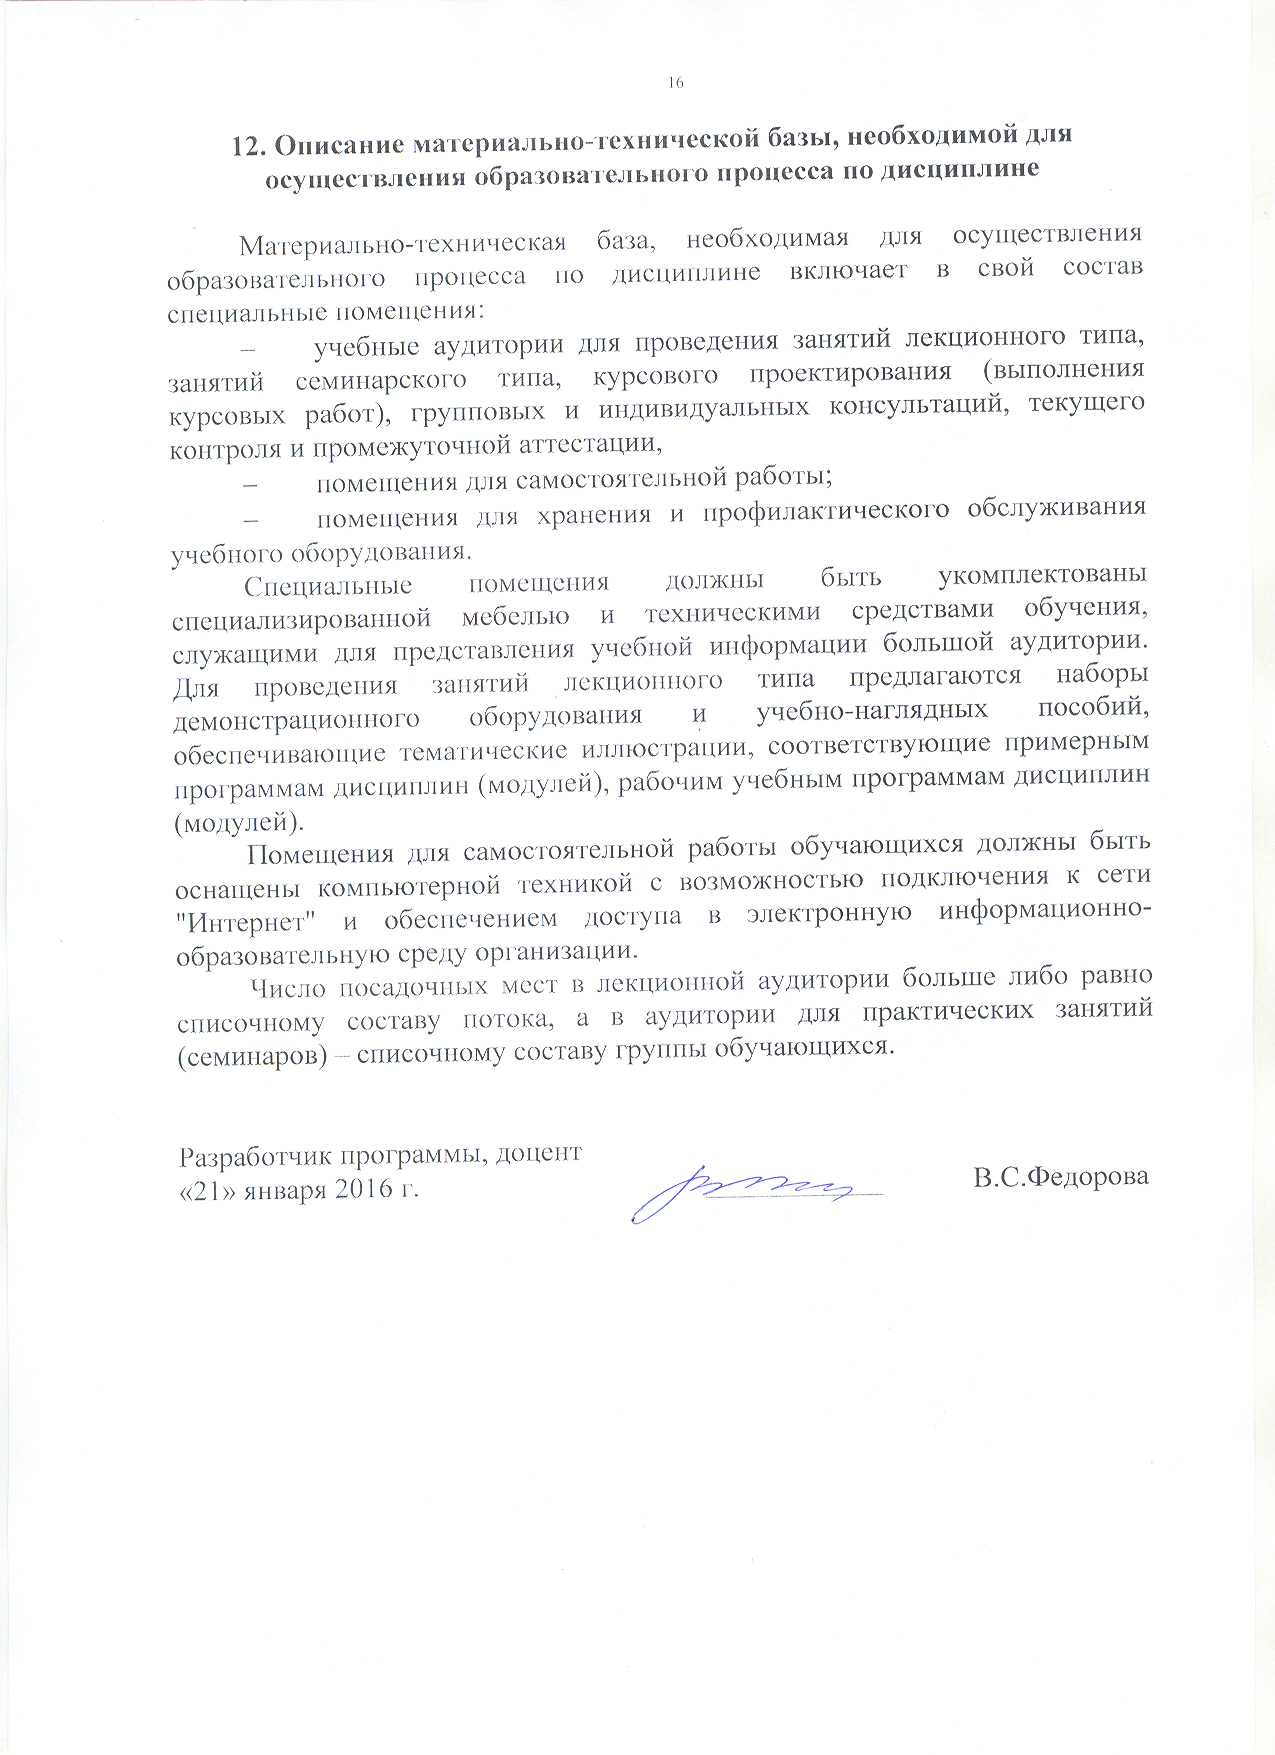 16
12. Описание материально-технической базы, необходимой для
осуществления образовательного процесса по дисциплине
Материально-техническая база, необходимая для осуществления
образовательного процесса по дисциплине включает в свой состав
специальные помещения:
– учебные аудитории для проведения занятий лекционного типа,
занятий семинарского типа, курсового проектирования (выполнения
курсовых работ), групповых и индивидуальных консультаций, текущего
контроля и промежуточной аттестации,
– помещения для самостоятельной работы;
– помещения для хранения и профилактического обслуживания
учебного оборудования.
Специальные помещения должны быть укомплектованы
специализированной мебелью и техническими средствами обучения,
служащими для представления учебной информации большой аудитории.
Для проведения занятий лекционного типа предлагаются наборы
демонстрационного оборудования и учебно-наглядных пособий,
обеспечивающие тематические иллюстрации, соответствующие примерным
программам дисциплин (модулей), рабочим учебным программам дисциплин
(модулей).
Помещения для самостоятельной работы обучающихся должны быть
оснащены компьютерной техникой с возможностью подключения к сети
"Интернет" и обеспечением доступа в электронную информационно-
образовательную среду организации.
Число посадочных мест в лекционной аудитории больше либо равно
списочному составу потока, а в аудитории для практических занятий
(семинаров) – списочному составу группы обучающихся.
Разработчик программы, доцент
«21» января 2016 г. В.С.Федорова